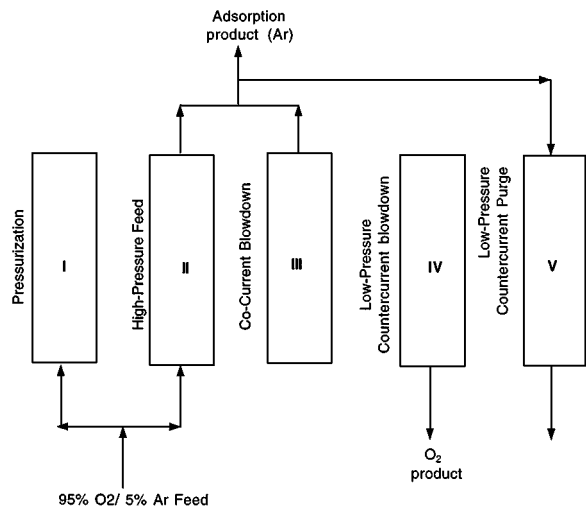 Adsorption
product (Ar)
Pressurization
I
High-Pressure Feed
II
Co-Current Blowdown
III
Low-Pressure
Countercurrent blowdown
IV
Low-Pressure
Countercurrent Purge
V
O₂
product
95% O2/ 5% Ar Feed